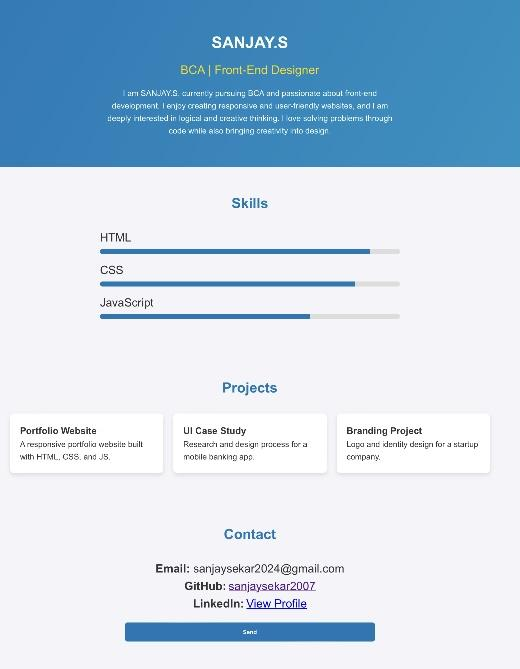 SANJAY.S
BCA | Front-End Designer
I am SANJAY.S. currently pursuing BCA and passionate about front-end
development. I enjoy creating responsive and user-friendly websites, and I am
deeply interested in logical and creative thinking. I love solving problems through
code while also bringing creativity into design.
Skills
HTML
CSS
JavaScript
Projects
Portfolio Website
A responsive portfolio website built
with HTML, CSS, and JS.
UI Case Study
Research and design process for a
mobile banking app.
Branding Project
Logo and identity design for a startup
company.
Contact
Email: sanjaysekar2024@gmail.com
GitHub: sanjaysekar2007
LinkedIn: View Profile
Send